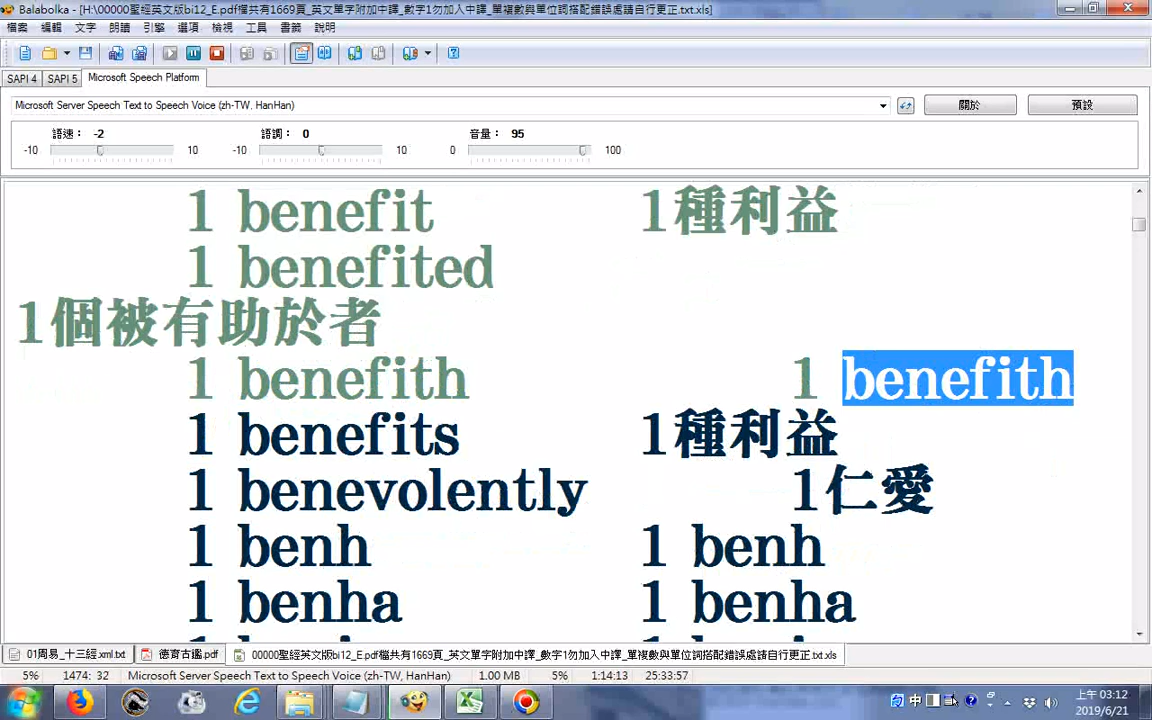 Balabolka - [H:\00000聖經英文版bi12_E.pdf檔共有1669頁_英文單字附加中譯_數字1勿加入中譯_單複數與單位詞搭配錯誤處請自行更正.txt.xls]
檔案 編輯 文字 朗讀 引擎 選項 檢視 工具 書籤 說明
SAPI 4 SAPI 5 Microsoft Speech Platform
Microsoft Server Speech Text to Speech Voice (zh-TW, HanHan) 關於 預設
語速： -2 語調： 0 音量： 95
-10 10 -10 10 0 100
1 benefit 1種利益
1 benefited
1個被有助於者
1 benefith 1 benefith
1 benefits 1種利益
1 benevolently 1仁愛
1 benh 1 benh
1 benha 1 benha
01周易_十三經.xml.txt 德育古鑑.pdf 00000聖經英文版bi12_E.pdf檔共有1669頁_英文單字附加中譯_數字1勿加入中譯_單複數與單位詞搭配錯誤處請自行更正.txt.xls
5% 1474: 32 Microsoft Server Speech Text to Speech Voice (zh-TW, HanHan) 1.00 MB 5% 1:14:13 25:33:57
中 上午 03:12
2019/6/21